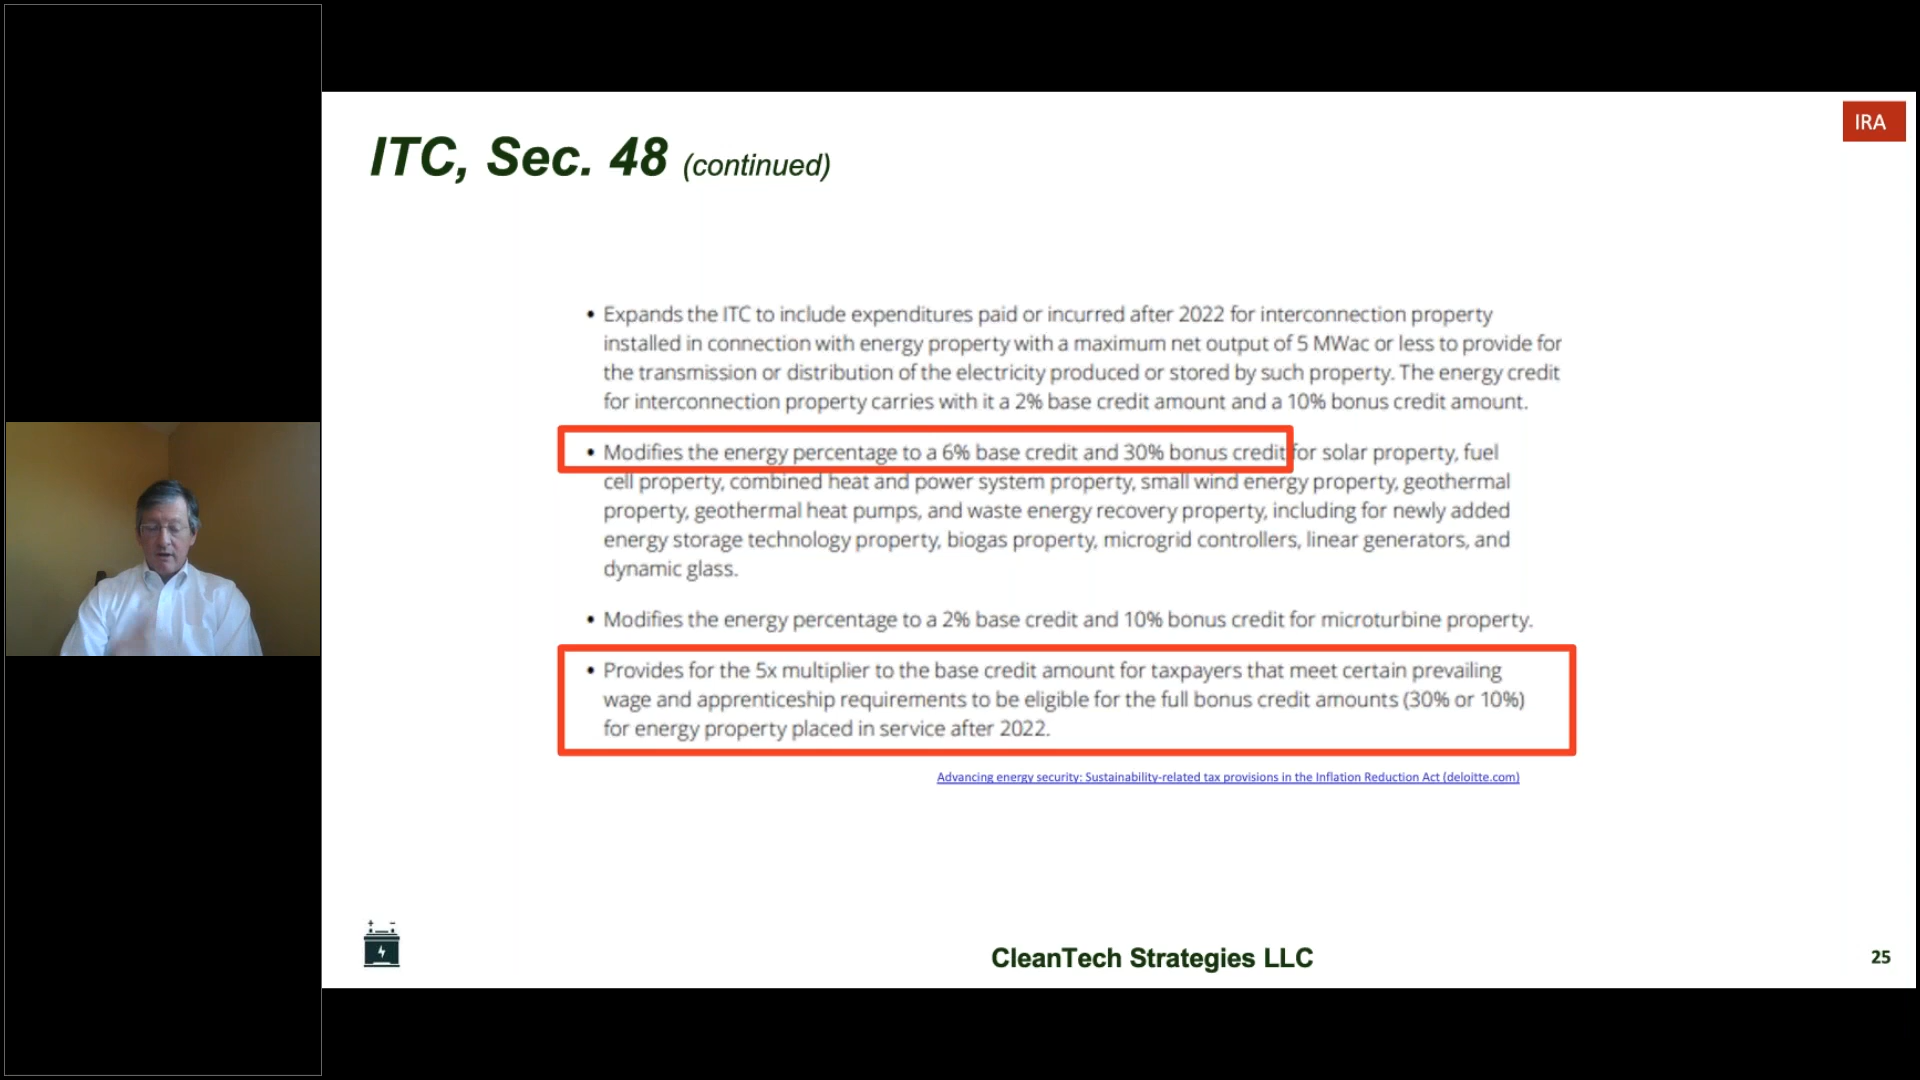 IRA
ITC, Sec. 48 (continued)
• Expands the ITC to include expenditures paid or incurred after 2022 for interconnection property
installed in connection with energy property with a maximum net output of 5 MWac or less to provide for
the transmission or distribution of the electricity produced or stored by such property. The energy credit
for interconnection property carries with it a 2% base credit amount and a 10% bonus credit amount.
• Modifies the energy percentage to a 6% base credit and 30% bonus credit for solar property, fuel
cell property, combined heat and power system property, small wind energy property, geothermal
property, geothermal heat pumps, and waste energy recovery property, including for newly added
energy storage technology property, biogas property, microgrid controllers, linear generators, and
dynamic glass.
• Modifies the energy percentage to a 2% base credit and 10% bonus credit for microturbine property.
• Provides for the 5x multiplier to the base credit amount for taxpayers that meet certain prevailing
wage and apprenticeship requirements to be eligible for the full bonus credit amounts (30% or 10%)
for energy property placed in service after 2022.
Advancing energy security: Sustainability-related tax provisions in the Inflation Reduction Act (deloitte.com)
CleanTech Strategies LLC
25